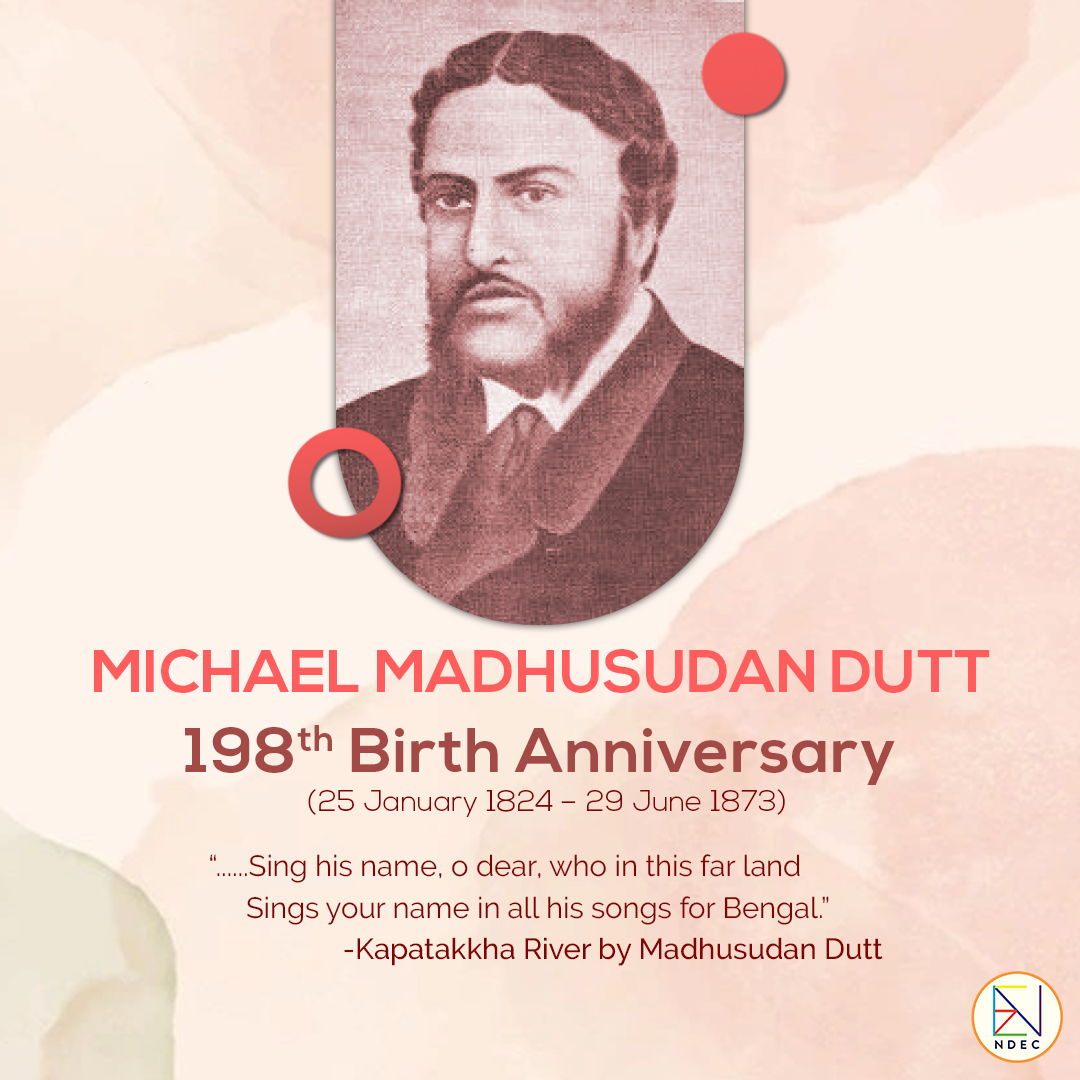 MICHAEL MADHUSUDAN DUTT
198th Birth Anniversary
(25 January 1824 – 29 June 1873)
“......Sing his name, o dear, who in this far land
Sings your name in all his songs for Bengal.”
-Kapatakkha River by Madhusudan Dutt
NDEC